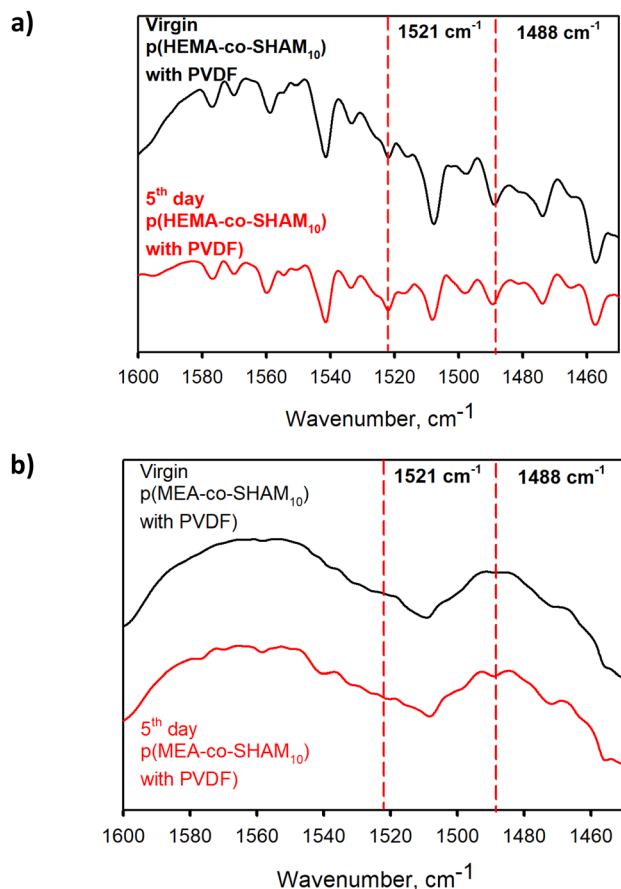 a)
Virgin
p(HEMA-co-SHAM10)
with PVDF
1521 cm-1
1488 cm-1
5th day
p(HEMA-co-SHAM10)
with PVDF)
1600 1580 1560 1540 1520 1500 1480 1460
Wavenumber, cm-1
b)
Virgin
p(MEA-co-SHAM10)
with PVDF)
1521 cm-1
1488 cm-1
5th day
p(MEA-co-SHAM10)
with PVDF)
1600 1580 1560 1540 1520 1500 1480 1460
Wavenumber, cm-1